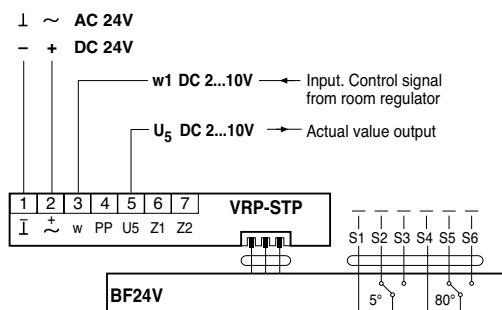 ⊥ ~ AC 24V
– + DC 24V
w1 DC 2...10V Input. Control signal
from room regulator
U5 DC 2...10V Actual value output
1 2 3 4 5 6 7 VRP-STP
⊥ ~ w PP U5 Z1 Z2
– +
S1 S2 S3 S4 S5 S6
BF24V
5° 80°